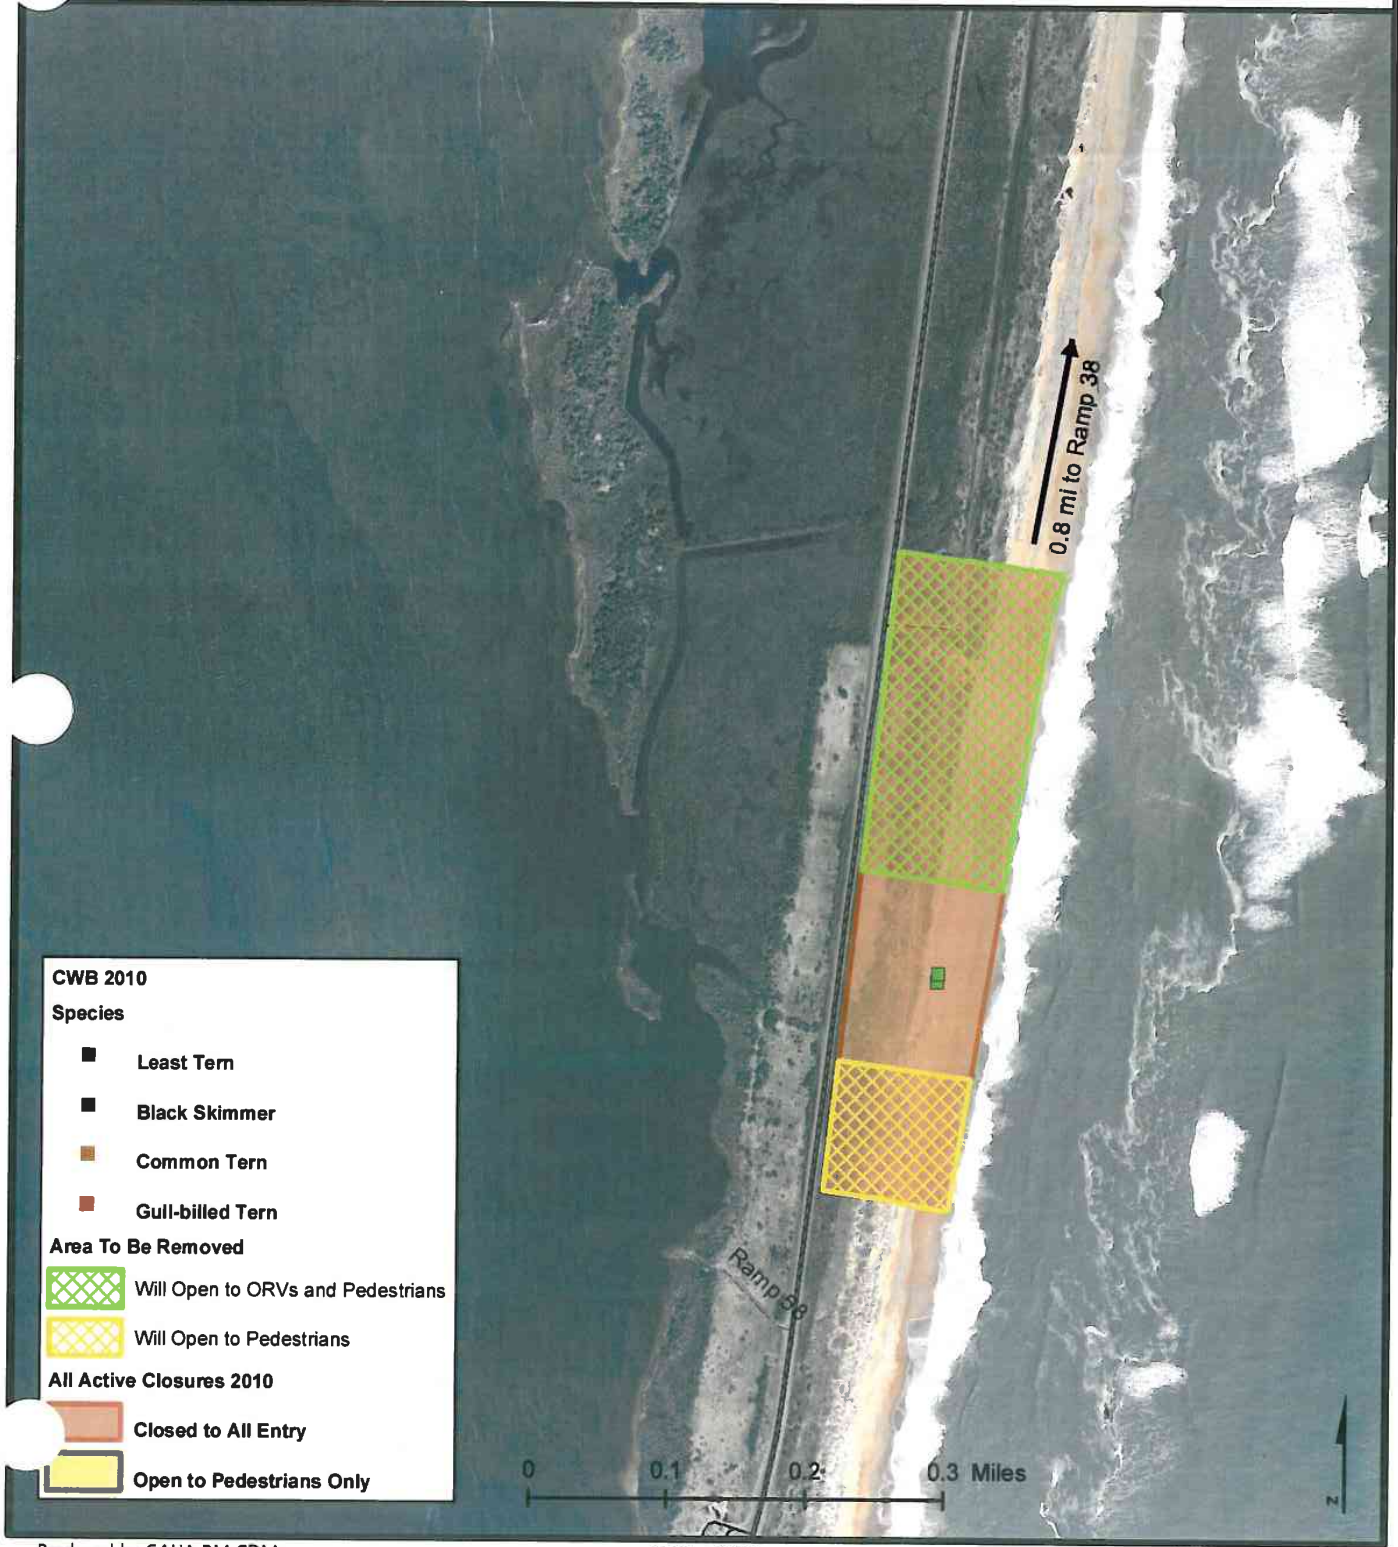 0.8 mi to Ramp 38
CWB 2010
Species
Least Tern
Black Skimmer
Common Tern
Gull-billed Tern
Area To Be Removed
Will Open to ORVs and Pedestrians
Will Open to Pedestrians
All Active Closures 2010
Closed to All Entry
Open to Pedestrians Only
0 0.1 0.2 0.3 Miles
N